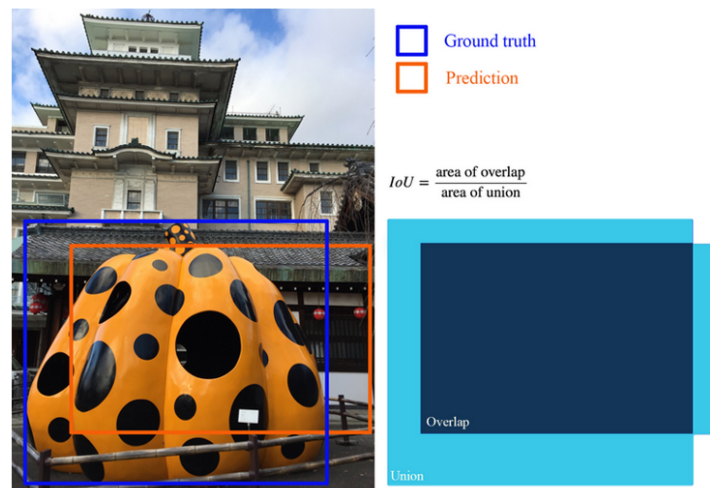 Ground truth
Prediction
IoU = area of overlap / area of union
Overlap
Union